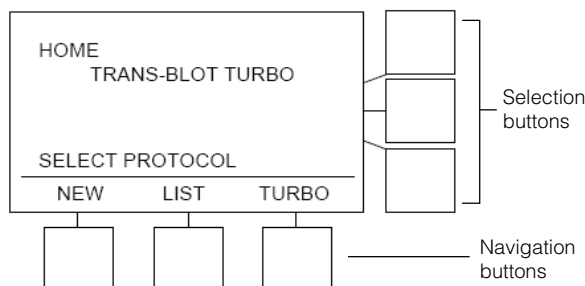 HOME
TRANS-BLOT TURBO
SELECT PROTOCOL
NEW LIST TURBO
Selection
buttons
Navigation
buttons